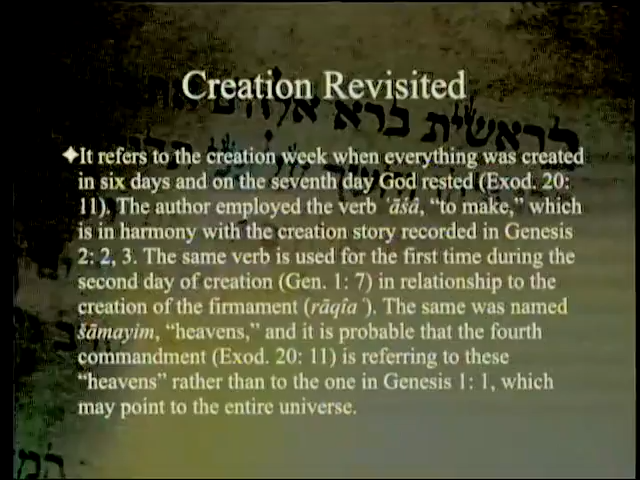 Creation Revisited
✦It refers to the creation week when everything was created
in six days and on the seventh day God rested (Exod. 20:
11). The author employed the verb ʿāśâ, “to make,” which
is in harmony with the creation story recorded in Genesis
2: 2, 3. The same verb is used for the first time during the
second day of creation (Gen. 1: 7) in relationship to the
creation of the firmament (rāqîaʿ). The same was named
šāmayim, “heavens,” and it is probable that the fourth
commandment (Exod. 20: 11) is referring to these
“heavens” rather than to the one in Genesis 1: 1, which
may point to the entire universe.
בראשית ברא אלהים